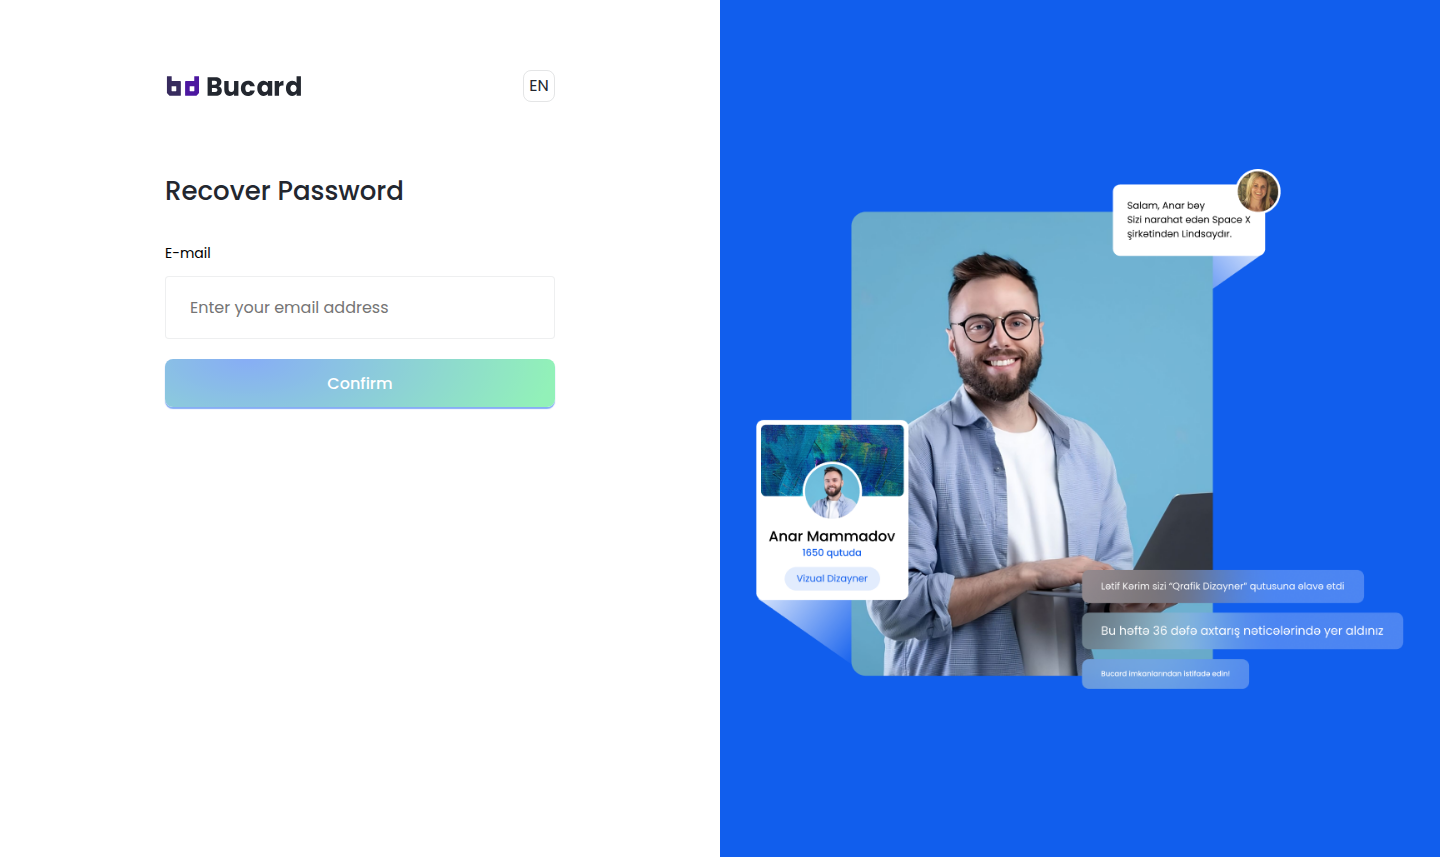 bd Bucard
EN
Recover Password
E-mail
Enter your email address
Confirm
Salam, Anar bəy
Sizi narahat edən Space X
şirkətindən Lindsaydır.
Anar Mammadov
1650 qutuda
Vizual Dizayner
Lətif Kərim sizi “Qrafik Dizayner” qutusuna əlavə etdi
Bu həftə 36 dəfə axtarış nəticələrində yer aldınız
Bucard imkanlarından istifadə edin!